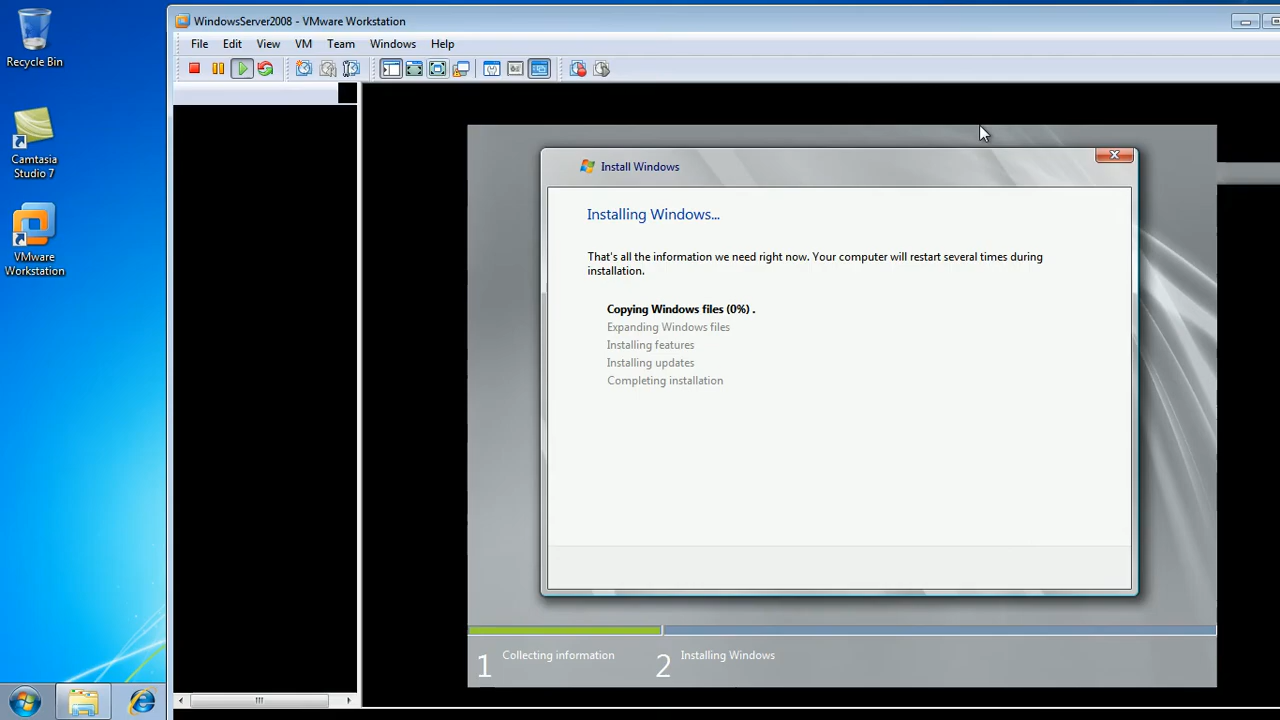 Recycle Bin
Camtasia
Studio 7
VMware
Workstation
WindowsServer2008 - VMware Workstation
File Edit View VM Team Windows Help
Install Windows
Installing Windows...
That's all the information we need right now. Your computer will restart several times during
installation.
Copying Windows files (0%) .
Expanding Windows files
Installing features
Installing updates
Completing installation
1 Collecting information
2 Installing Windows